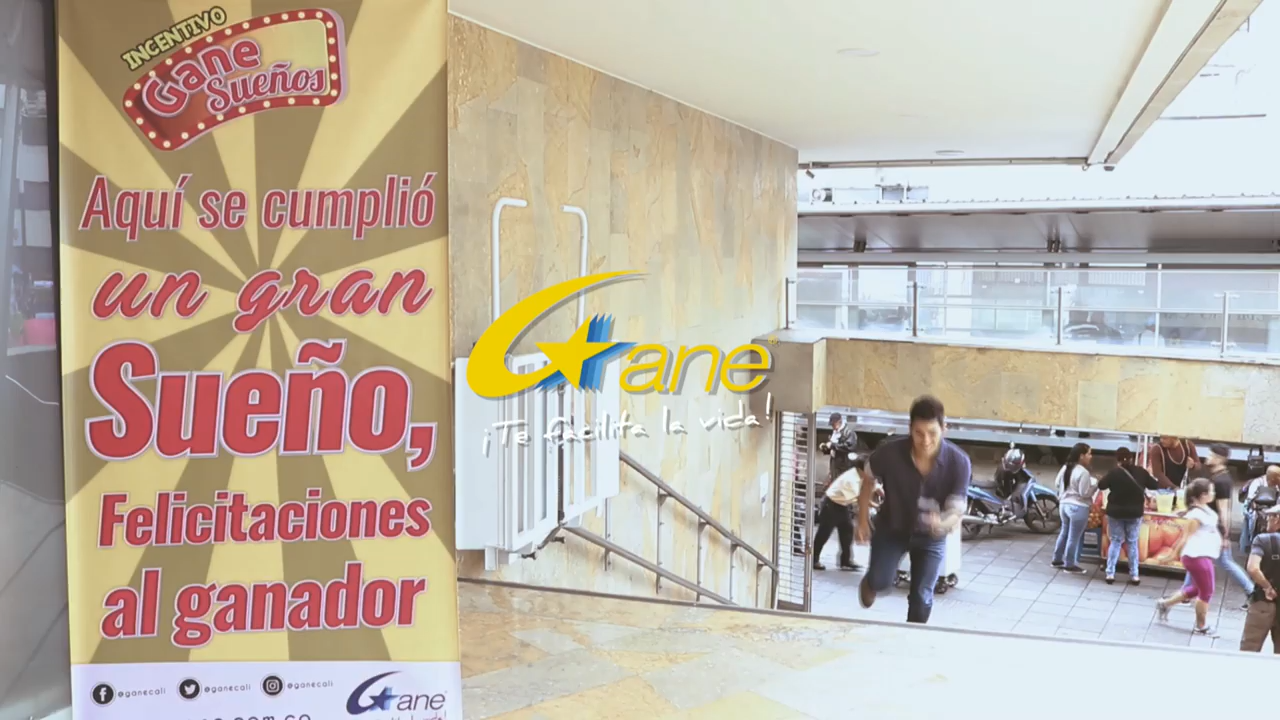 INCENTIVO
Gane
Sueños
Aquí se cumplió
un gran
Sueño,
Felicitaciones
al ganador
@ganecali @ganecali @ganecali
Gane
Gane
¡Te facilita la vida!